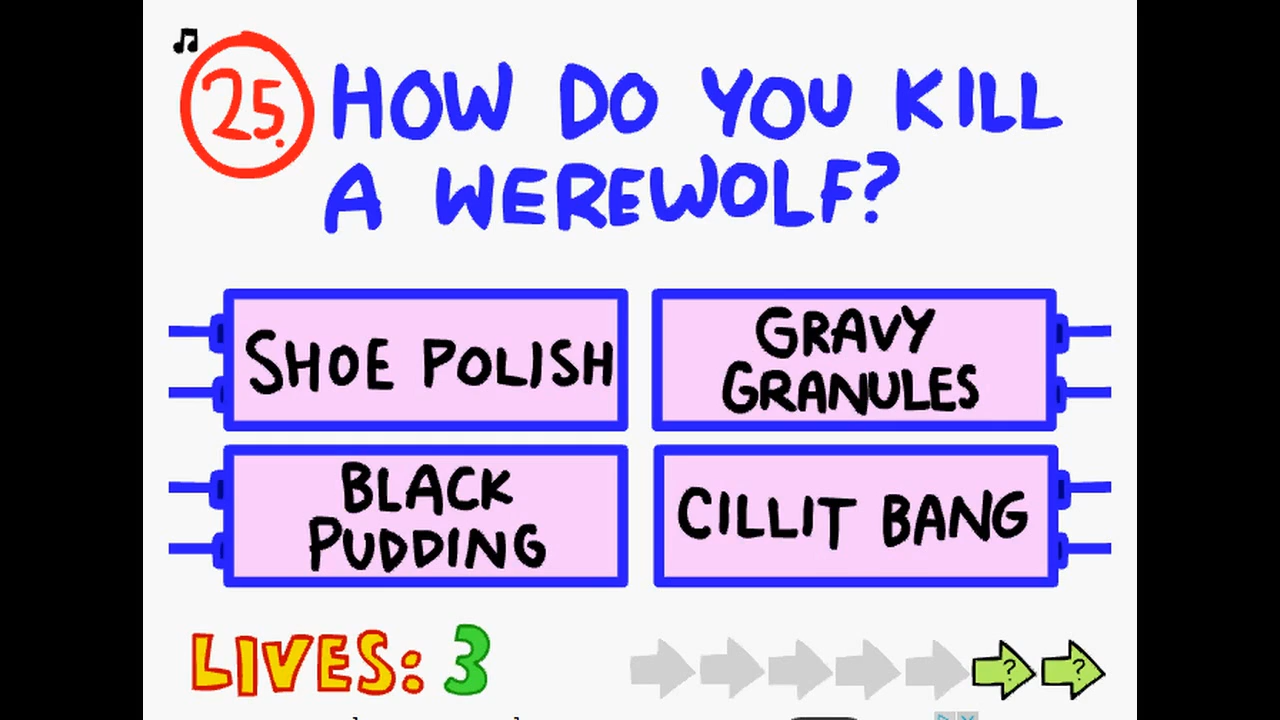 25. HOW DO YOU KILL
A WEREWOLF?
SHOE POLISH
GRAVY
GRANULES
BLACK
PUDDING
CILLIT BANG
LIVES: 3
? ?